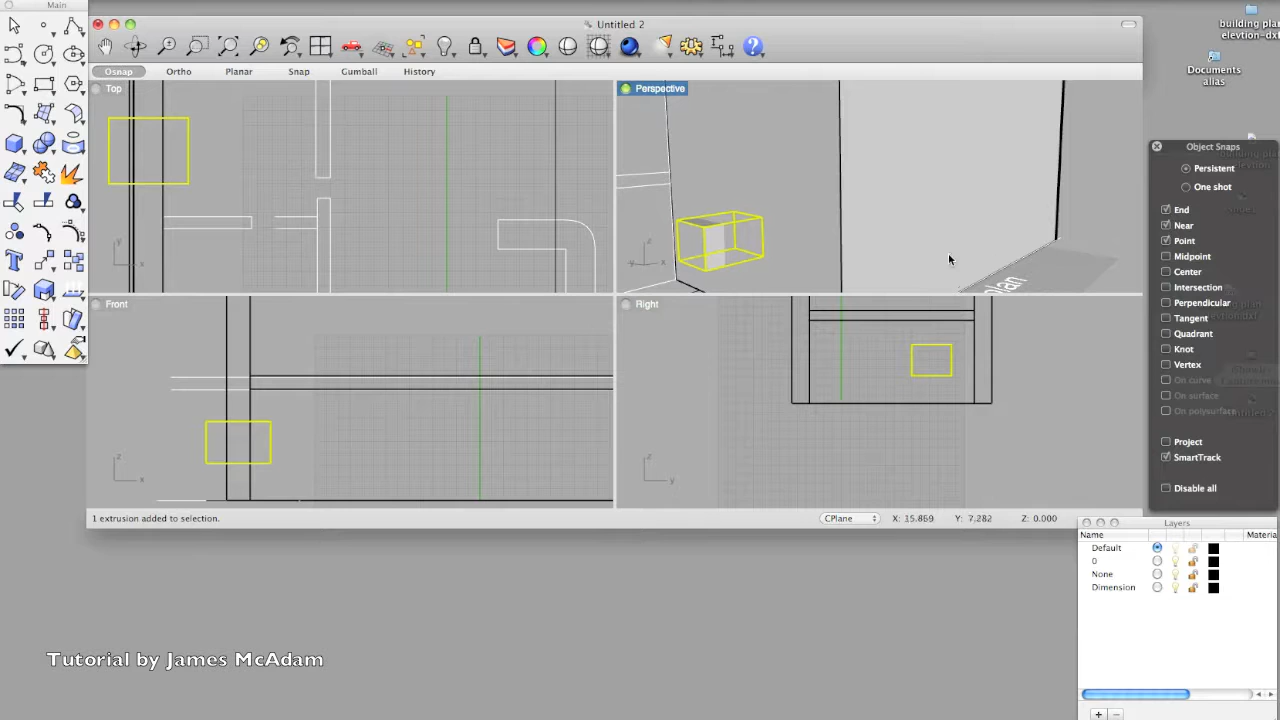 Main
Untitled 2
building plan
elevtion-dxf
Documents
alias
Osnap Ortho Planar Snap Gumball History
Top
Perspective
Front
Right
y
x
z
y x
z
x
z
y
plan
Object Snaps
Persistent
One shot
End
Near
Point
Midpoint
Center
Intersection
Perpendicular
Tangent
Quadrant
Knot
Vertex
On curve
On surface
On polysurface
Project
SmartTrack
Disable all
1 extrusion added to selection. CPlane X: 15.869 Y: 7.282 Z: 0.000
Layers
Name Materia
Default
0
None
Dimension
Tutorial by James McAdam